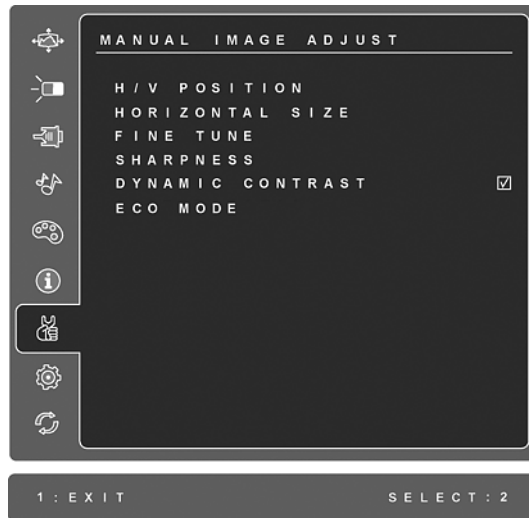 MANUAL IMAGE ADJUST
H/V POSITION
HORIZONTAL SIZE
FINE TUNE
SHARPNESS
DYNAMIC CONTRAST
ECO MODE
1:EXIT SELECT:2